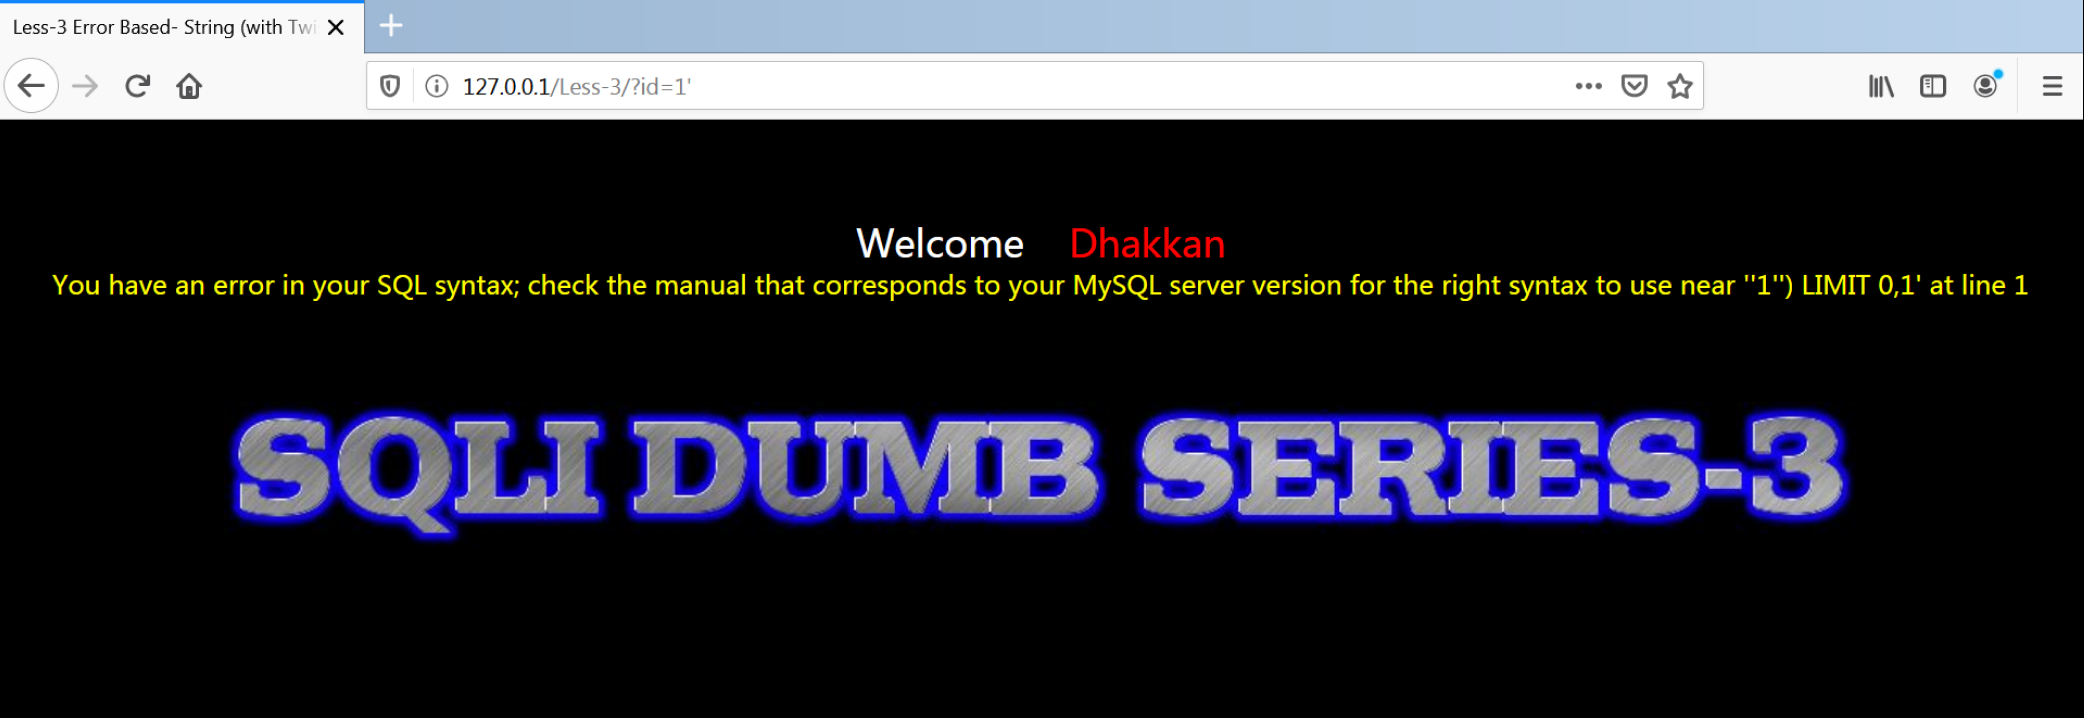 Less-3 Error Based- String (with Twi
127.0.0.1/Less-3/?id=1'
Welcome Dhakkan
You have an error in your SQL syntax; check the manual that corresponds to your MySQL server version for the right syntax to use near ''1'') LIMIT 0,1' at line 1
SQLI DUMB SERIES-3